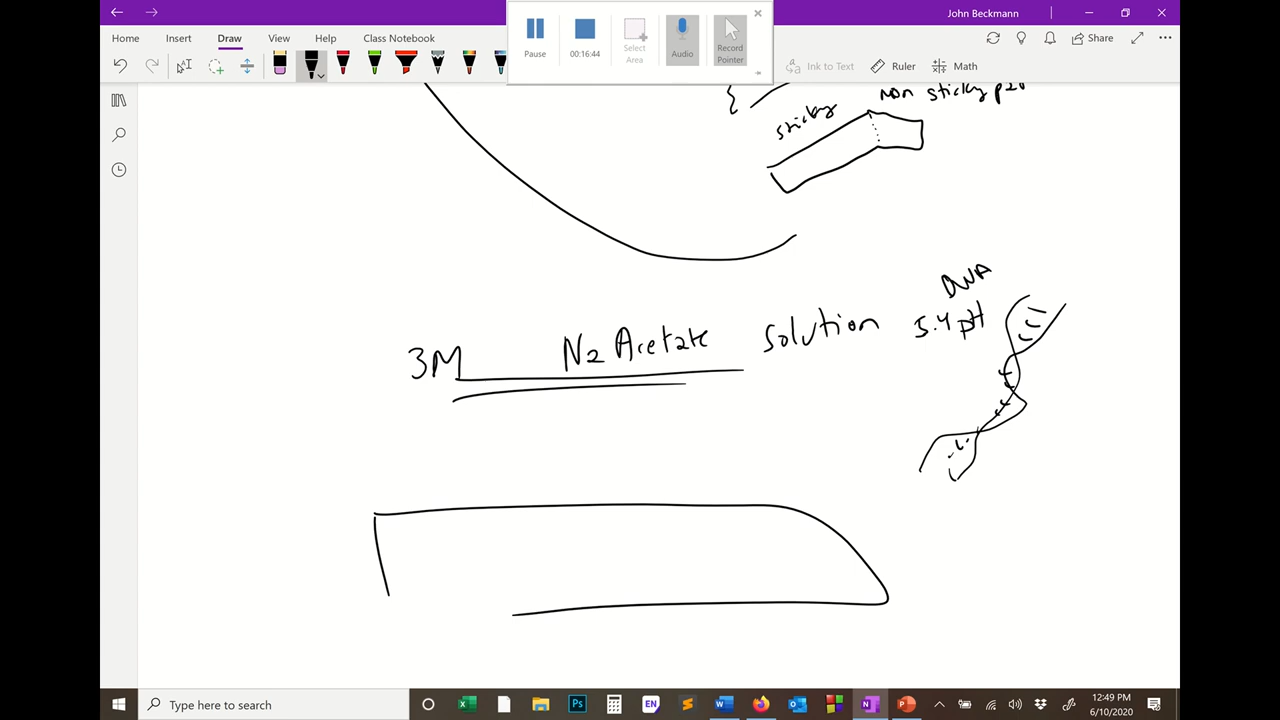 John Beckmann
Pause
00:16:44
Select Area
Audio
Record Pointer
Home Insert Draw View Help Class Notebook
Share
Ink to Text Ruler Math
non sticky
sticky
DNA
3M Na Acetate solution 5.4 pH
Type here to search
EN
12:49 PM
6/10/2020